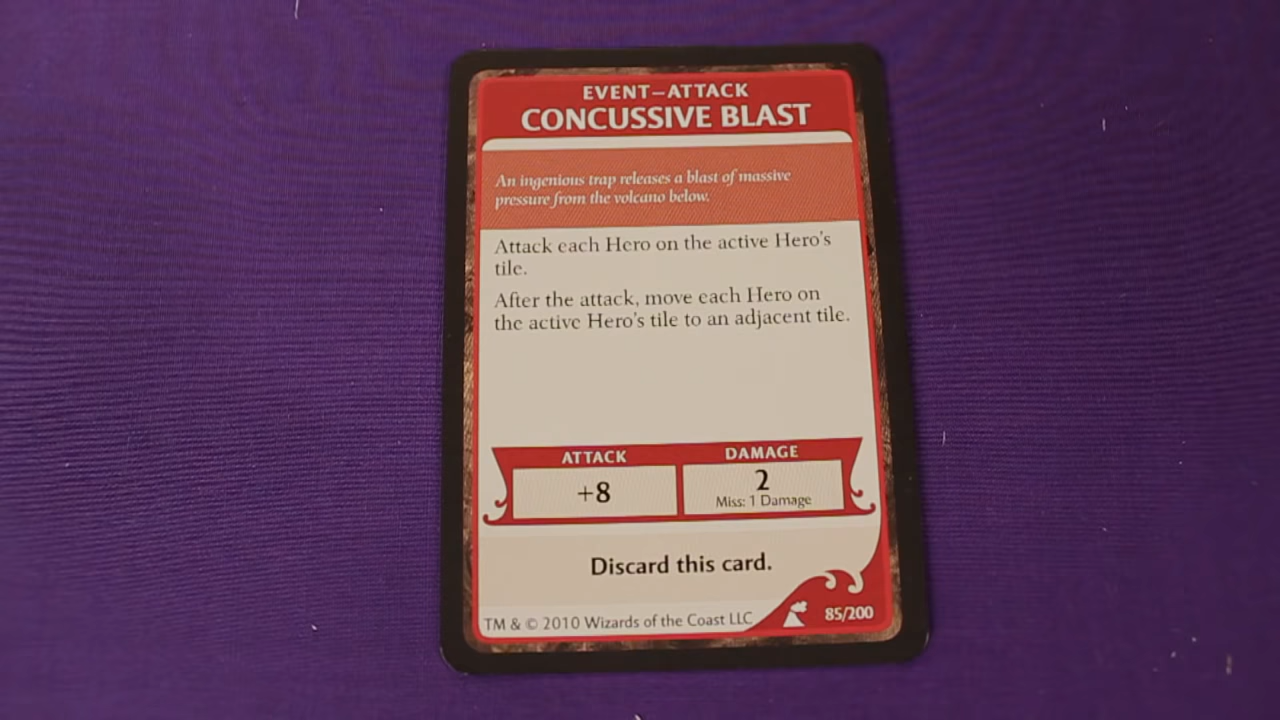 EVENT–ATTACK
CONCUSSIVE BLAST
An ingenious trap releases a blast of massive
pressure from the volcano below.
Attack each Hero on the active Hero's
tile.
After the attack, move each Hero on
the active Hero's tile to an adjacent tile.
ATTACK
+8
DAMAGE
2
Miss: 1 Damage
Discard this card.
TM & © 2010 Wizards of the Coast LLC
85/200